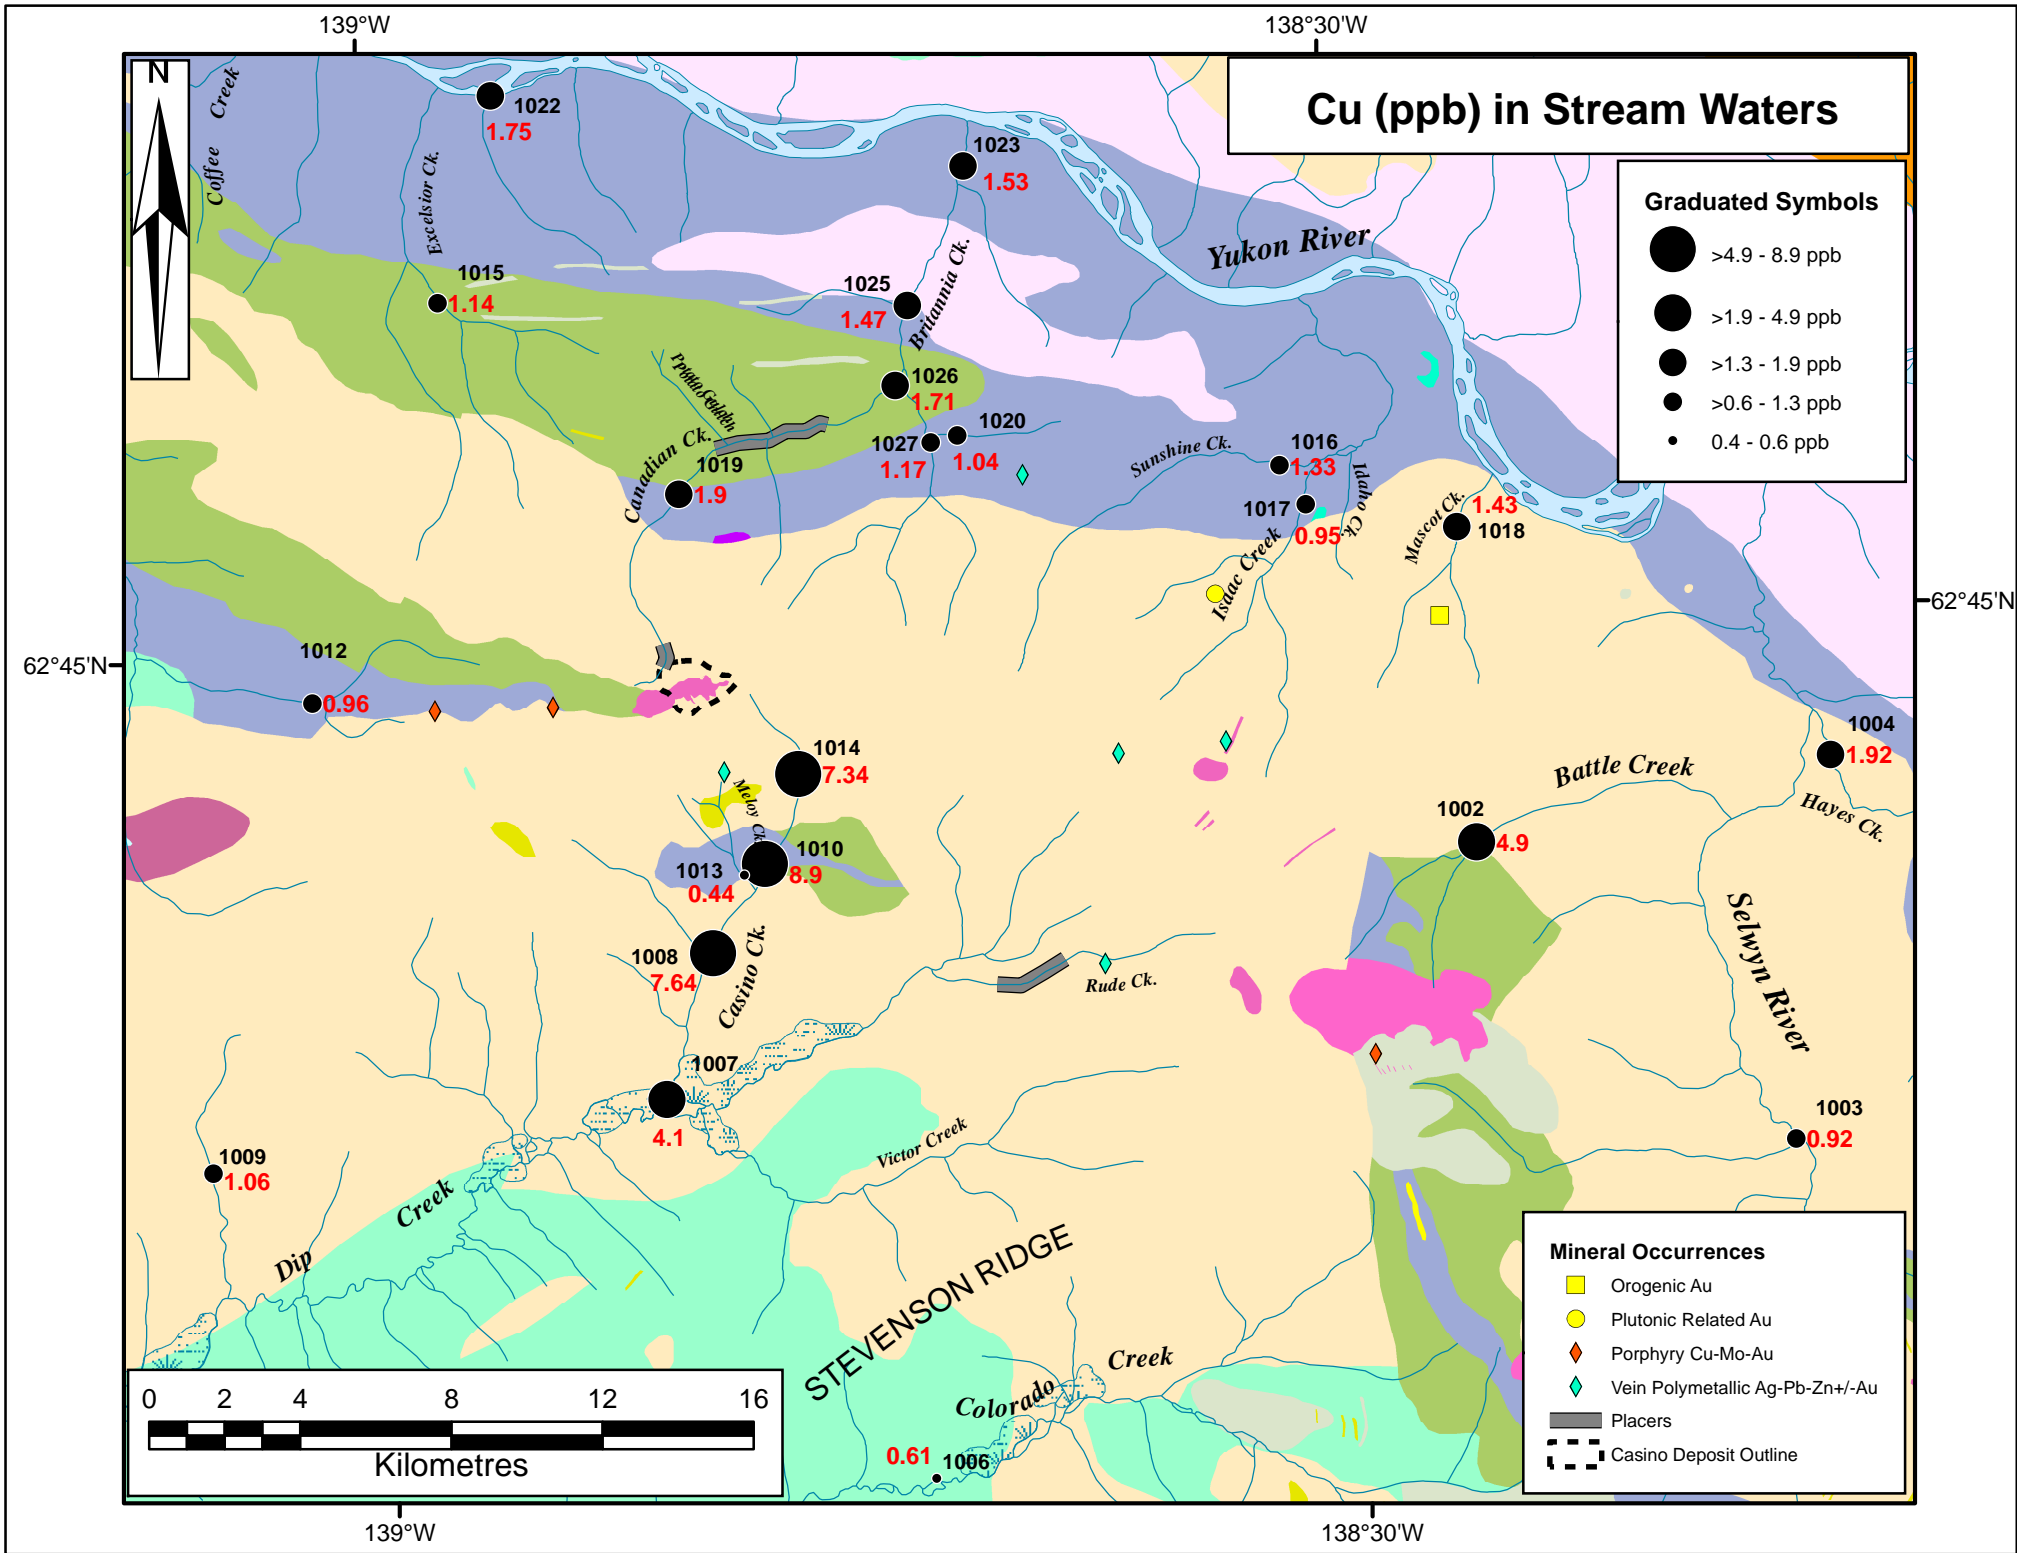 139°W
138°30'W
N
Cu (ppb) in Stream Waters
Coffee Creek
1022
1.75
1023
1.53
Graduated Symbols
>4.9 - 8.9 ppb
>1.9 - 4.9 ppb
>1.3 - 1.9 ppb
>0.6 - 1.3 ppb
0.4 - 0.6 ppb
Excelsior Ck.
Yukon River
1015
1.14
1025
1.47
Britannia Ck.
Potato Gulch
1026
1.71
1020
1.04
1027
1.17
Canadian Ck.
1019
1.9
Sunshine Ck.
1016
1.33
1017
0.95
Idaho Ck.
Isaac Creek
Mascot Ck.
1.43
1018
62°45'N
62°45'N
1012
0.96
1004
1.92
1014
7.34
Battle Creek
Hayes Ck.
1002
4.9
Meloy Ck.
1010
8.9
1013
0.44
Selwyn River
1008
7.64
Casino Ck.
Rude Ck.
1007
4.1
1003
0.92
Victor Creek
1009
1.06
Dip Creek
STEVENSON RIDGE
Mineral Occurrences
Orogenic Au
Plutonic Related Au
Porphyry Cu-Mo-Au
Vein Polymetallic Ag-Pb-Zn+/-Au
Placers
Casino Deposit Outline
Colorado Creek
0.61
1006
0 2 4 8 12 16
Kilometres
139°W
138°30'W